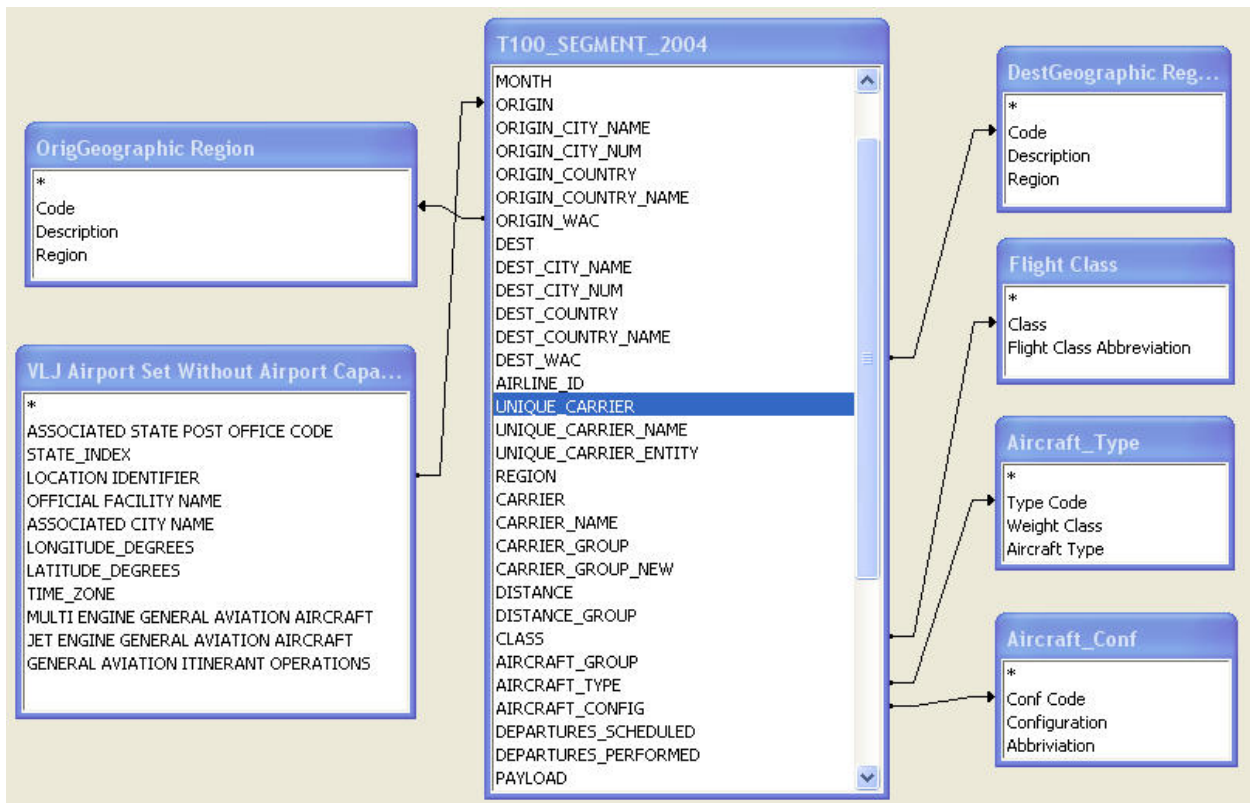 OrigGeographic Region
*
Code
Description
Region
VLJ Airport Set Without Airport Capa...
*
ASSOCIATED STATE POST OFFICE CODE
STATE_INDEX
LOCATION IDENTIFIER
OFFICIAL FACILITY NAME
ASSOCIATED CITY NAME
LONGITUDE_DEGREES
LATITUDE_DEGREES
TIME_ZONE
MULTI ENGINE GENERAL AVIATION AIRCRAFT
JET ENGINE GENERAL AVIATION AIRCRAFT
GENERAL AVIATION ITINERANT OPERATIONS
T100_SEGMENT_2004
MONTH
ORIGIN
ORIGIN_CITY_NAME
ORIGIN_CITY_NUM
ORIGIN_COUNTRY
ORIGIN_COUNTRY_NAME
ORIGIN_WAC
DEST
DEST_CITY_NAME
DEST_CITY_NUM
DEST_COUNTRY
DEST_COUNTRY_NAME
DEST_WAC
AIRLINE_ID
UNIQUE_CARRIER
UNIQUE_CARRIER_NAME
UNIQUE_CARRIER_ENTITY
REGION
CARRIER
CARRIER_NAME
CARRIER_GROUP
CARRIER_GROUP_NEW
DISTANCE
DISTANCE_GROUP
CLASS
AIRCRAFT_GROUP
AIRCRAFT_TYPE
AIRCRAFT_CONFIG
DEPARTURES_SCHEDULED
DEPARTURES_PERFORMED
PAYLOAD
DestGeographic Reg...
*
Code
Description
Region
Flight Class
*
Class
Flight Class Abbreviation
Aircraft_Type
*
Type Code
Weight Class
Aircraft Type
Aircraft_Conf
*
Conf Code
Configuration
Abbriviation